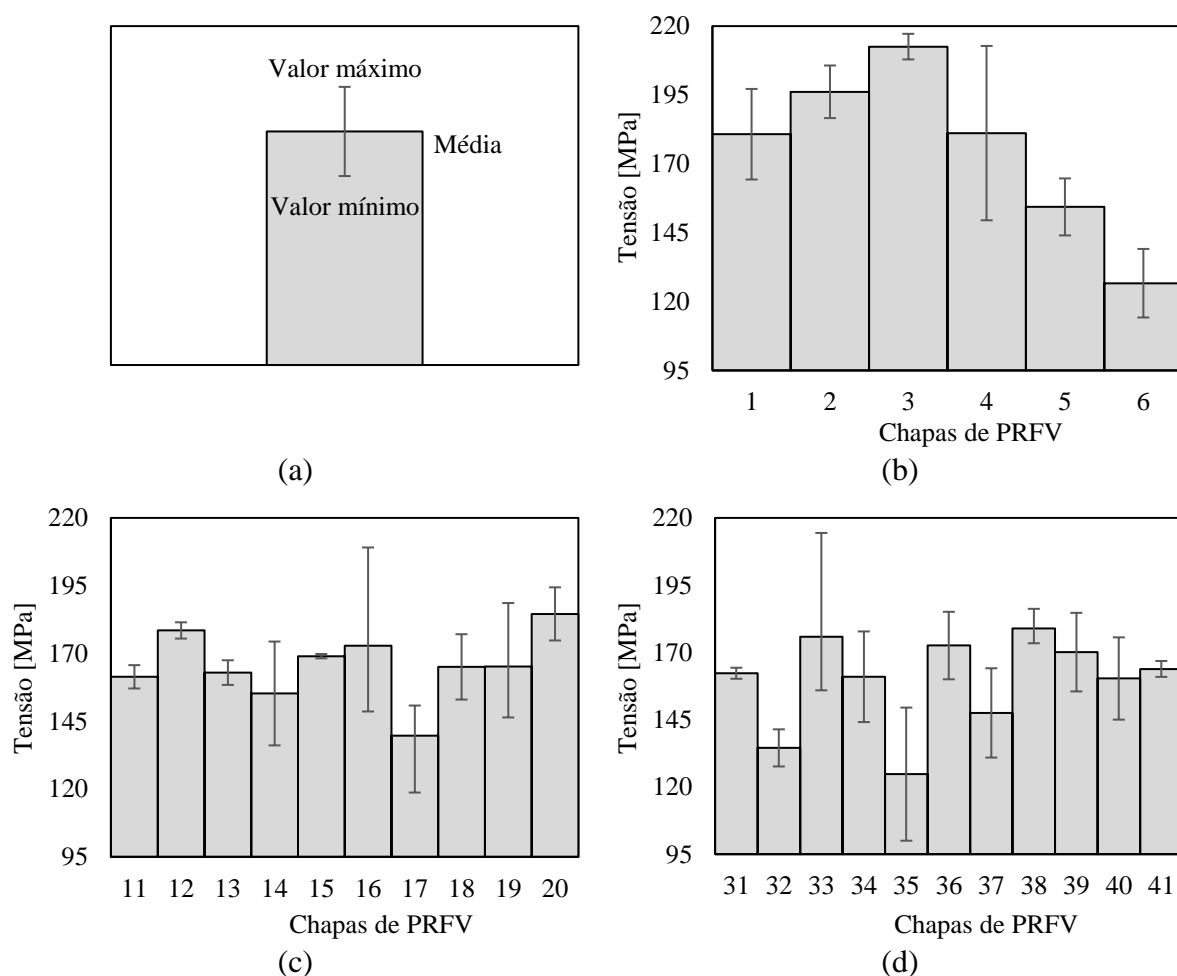 Valor máximo
Média
Valor mínimo
(a)
Tensão [MPa]
220
195
170
145
120
95
1 2 3 4 5 6
Chapas de PRFV
(b)
Tensão [MPa]
220
195
170
145
120
95
11 12 13 14 15 16 17 18 19 20
Chapas de PRFV
(c)
Tensão [MPa]
220
195
170
145
120
95
31 32 33 34 35 36 37 38 39 40 41
Chapas de PRFV
(d)